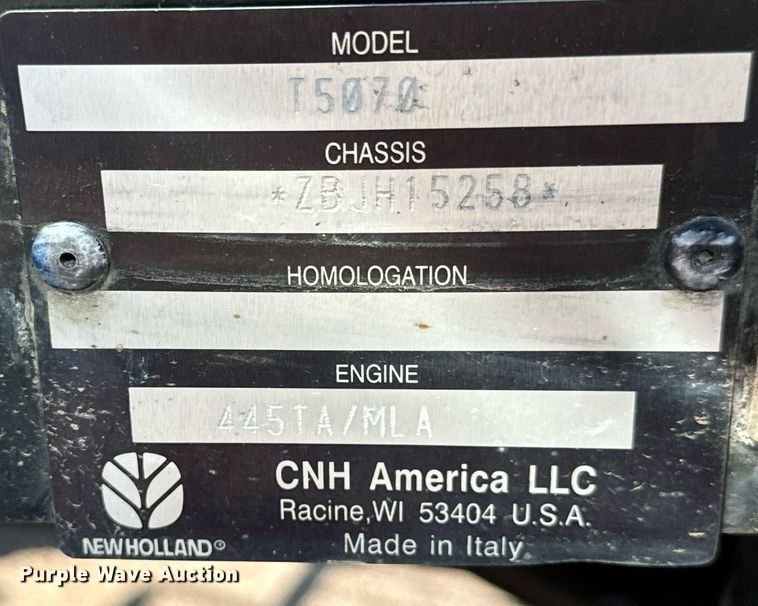 MODEL
T5070
CHASSIS
*ZBJH15258*
HOMOLOGATION
ENGINE
445TA/MLA
CNH America LLC
Racine, WI 53404 U.S.A.
NEW HOLLAND®
Made in Italy
Purple Wave Auction